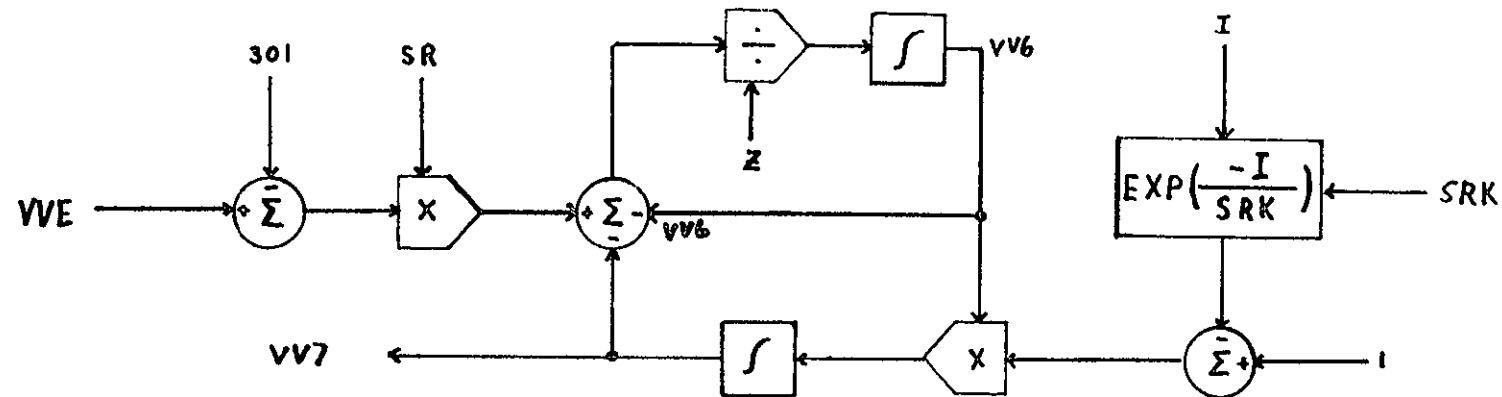 301
SR
÷
∫
VV6
I
Z
VVE
+ Σ -
X
+ Σ - -
VV6
EXP(-I/SRK)
SRK
VV7
∫
X
- Σ +
1